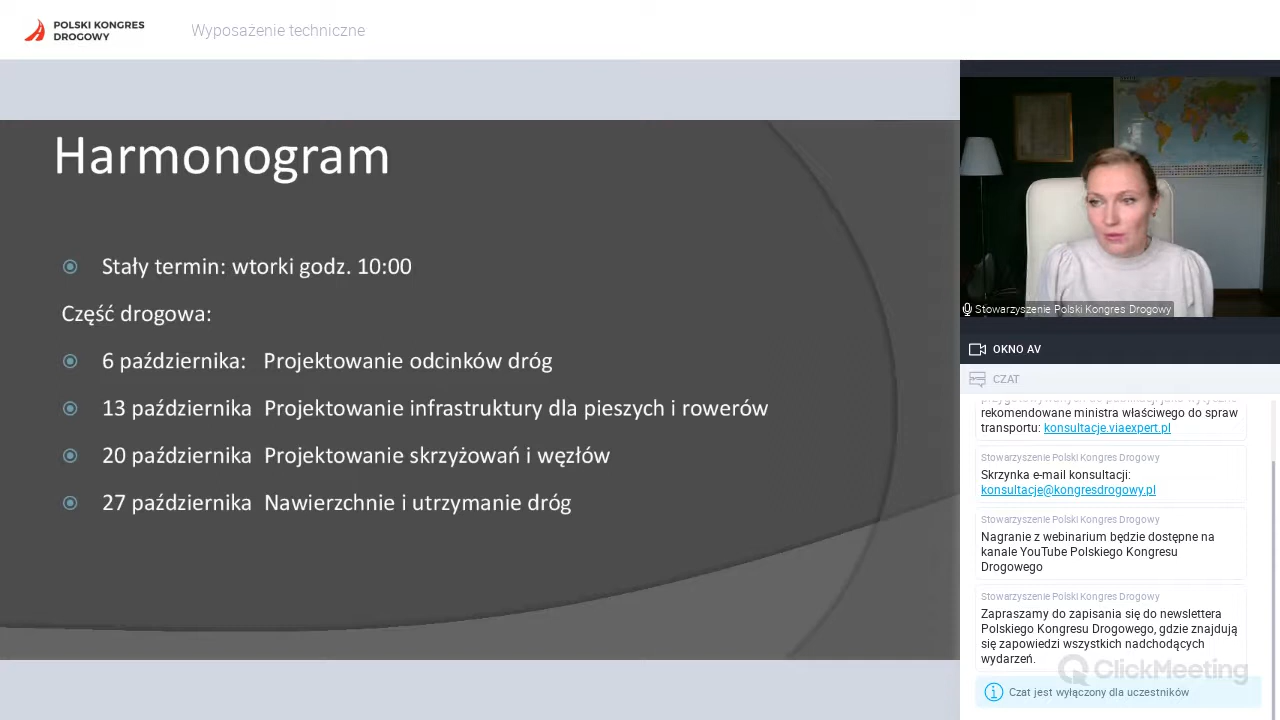 POLSKI KONGRES
DROGOWY
Wyposażenie techniczne
Harmonogram
Stały termin: wtorki godz. 10:00
Część drogowa:
6 października: Projektowanie odcinków dróg
13 października Projektowanie infrastruktury dla pieszych i rowerów
20 października Projektowanie skrzyżowań i węzłów
27 października Nawierzchnie i utrzymanie dróg
Stowarzyszenie Polski Kongres Drogowy
OKNO AV
CZAT
rekomendowane ministra właściwego do spraw
transportu: konsultacje.viaexpert.pl
Stowarzyszenie Polski Kongres Drogowy
Skrzynka e-mail konsultacji:
konsultacje@kongresdrogowy.pl
Stowarzyszenie Polski Kongres Drogowy
Nagranie z webinarium będzie dostępne na
kanale YouTube Polskiego Kongresu
Drogowego
Stowarzyszenie Polski Kongres Drogowy
Zapraszamy do zapisania się do newslettera
Polskiego Kongresu Drogowego, gdzie znajdują
się zapowiedzi wszystkich nadchodzących
wydarzeń.
ClickMeeting
Czat jest wyłączony dla uczestników